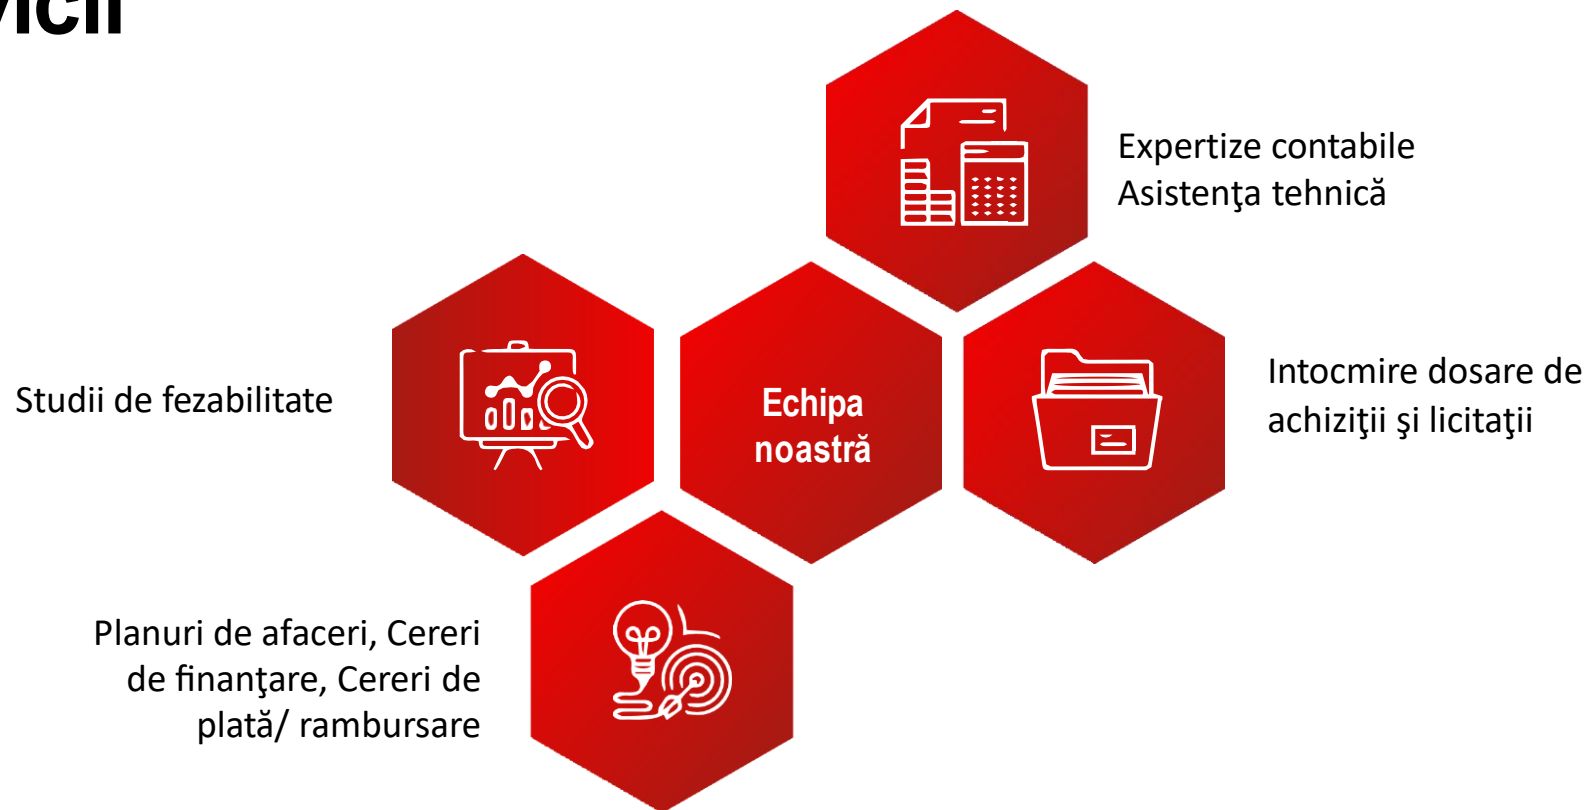 Expertize contabile
Asistenţa tehnică
Studii de fezabilitate
Echipa
noastră
Intocmire dosare de
achiziţii şi licitaţii
Planuri de afaceri, Cereri
de finanţare, Cereri de
plată/ rambursare